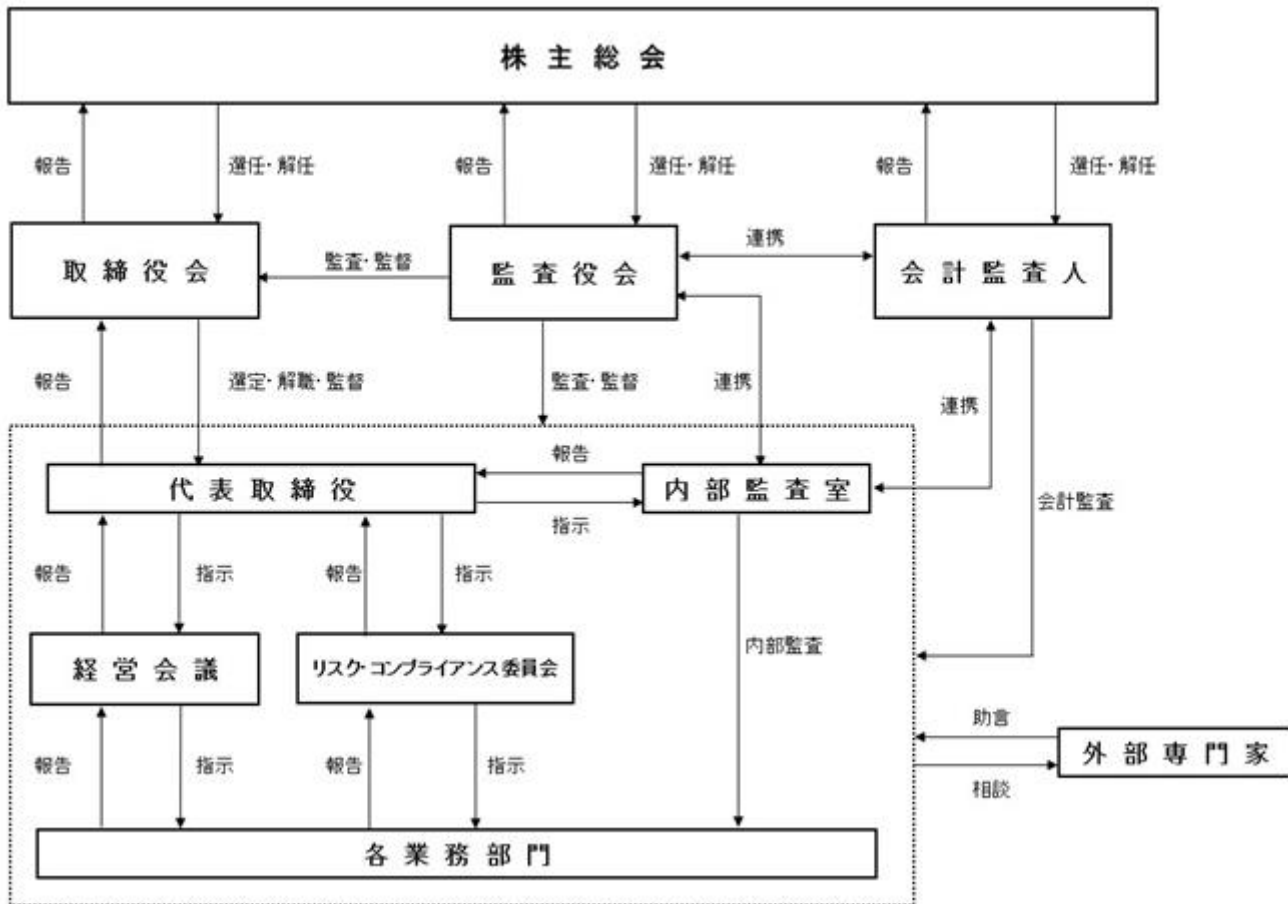 株主総会
報告
選任・解任
報告
選任・解任
報告
選任・解任
取締役会
監査・監督
監査役会
連携
会計監査人
報告
選定・解職・監督
監査・監督
連携
連携
代表取締役
報告
指示
内部監査室
会計監査
報告
指示
報告
指示
経営会議
リスク・コンプライアンス委員会
内部監査
報告
指示
報告
指示
助言
外部専門家
相談
各業務部門